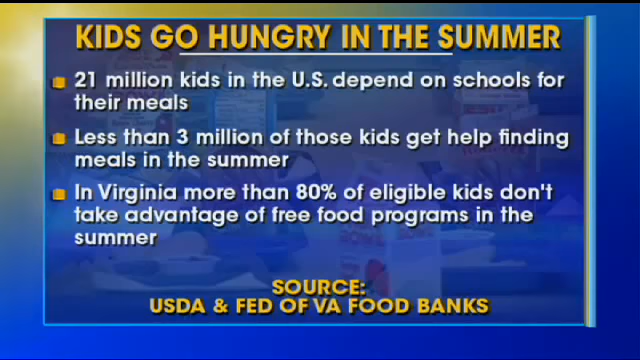 KIDS GO HUNGRY IN THE SUMMER
21 million kids in the U.S. depend on schools for
their meals
Less than 3 million of those kids get help finding
meals in the summer
In Virginia more than 80% of eligible kids don't
take advantage of free food programs in the
summer
SOURCE:
USDA & FED OF VA FOOD BANKS